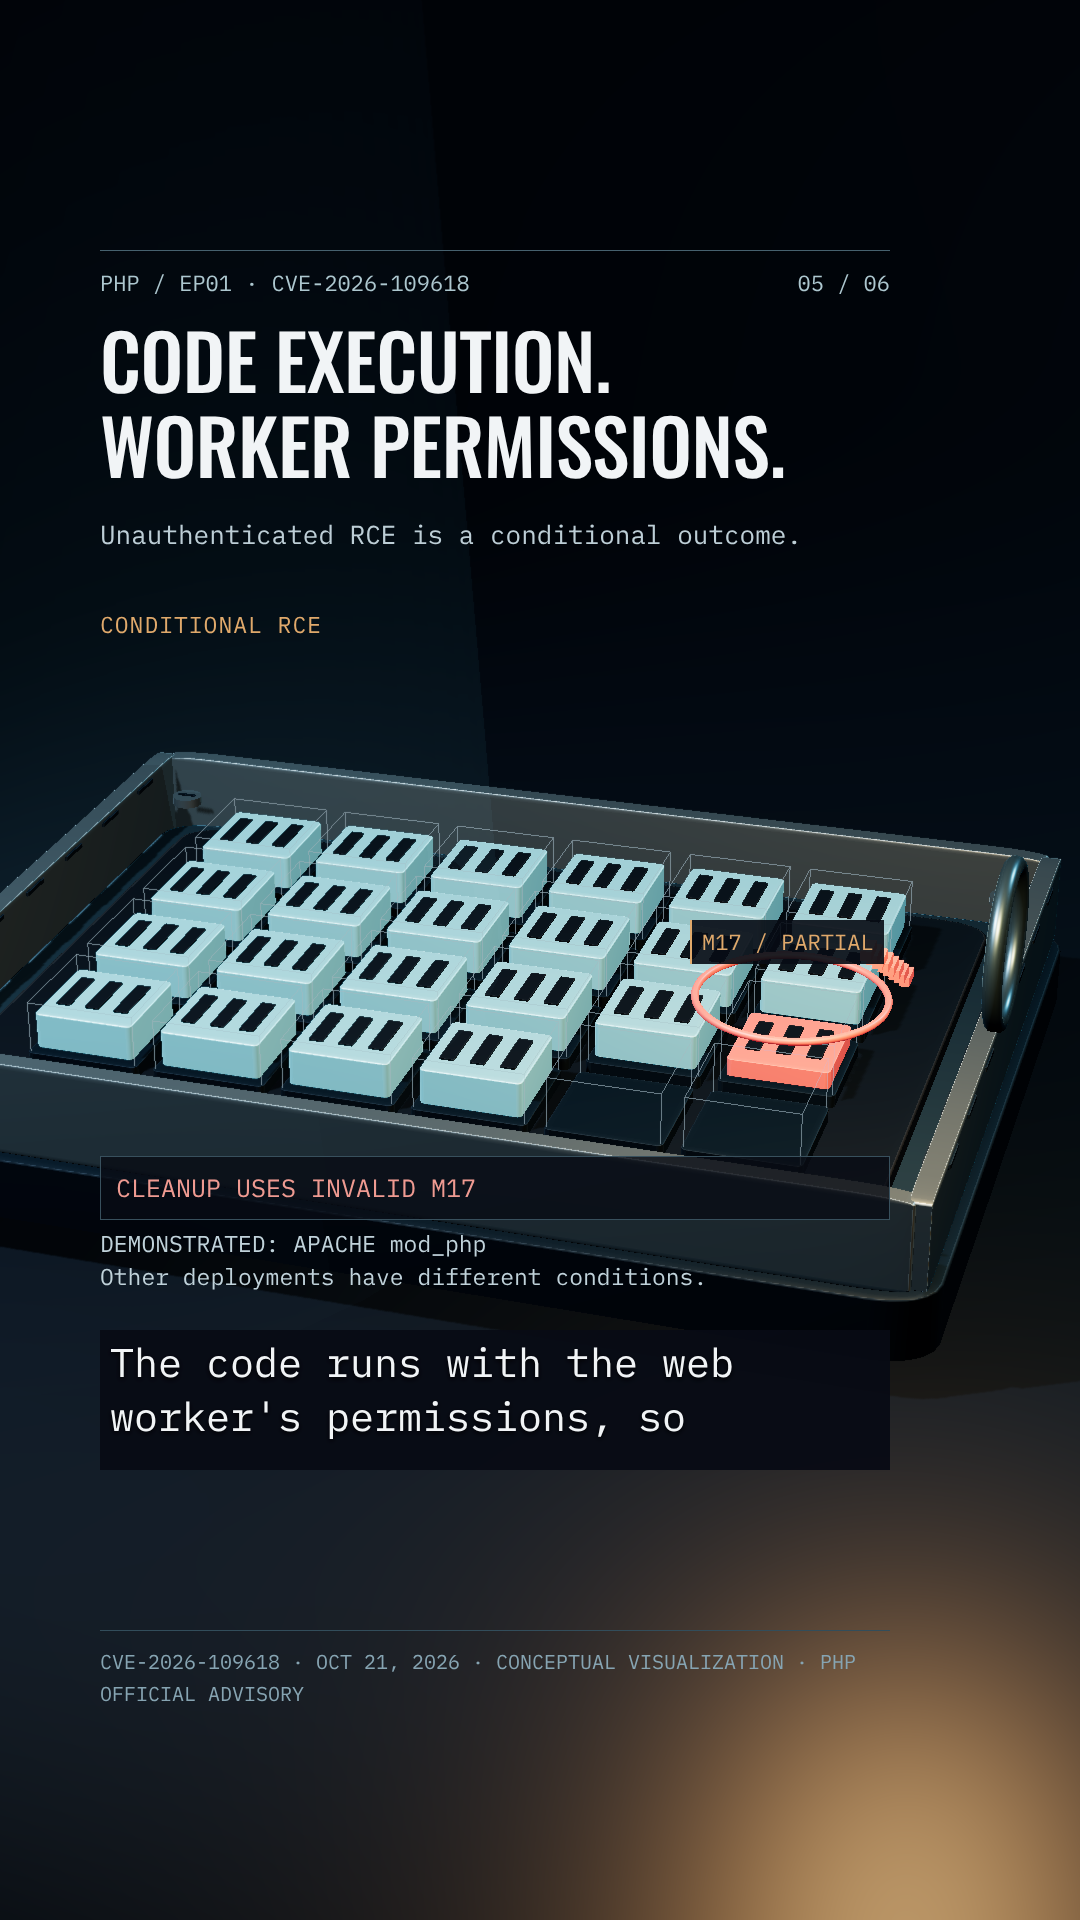 PHP / EP01 · CVE-2026-109618
05 / 06
CODE EXECUTION.
WORKER PERMISSIONS.
Unauthenticated RCE is a conditional outcome.
CONDITIONAL RCE
M17 / PARTIAL
CLEANUP USES INVALID M17
DEMONSTRATED: APACHE mod_php
Other deployments have different conditions.
The code runs with the web
worker's permissions, so
CVE-2026-109618 · OCT 21, 2026 · CONCEPTUAL VISUALIZATION · PHP
OFFICIAL ADVISORY